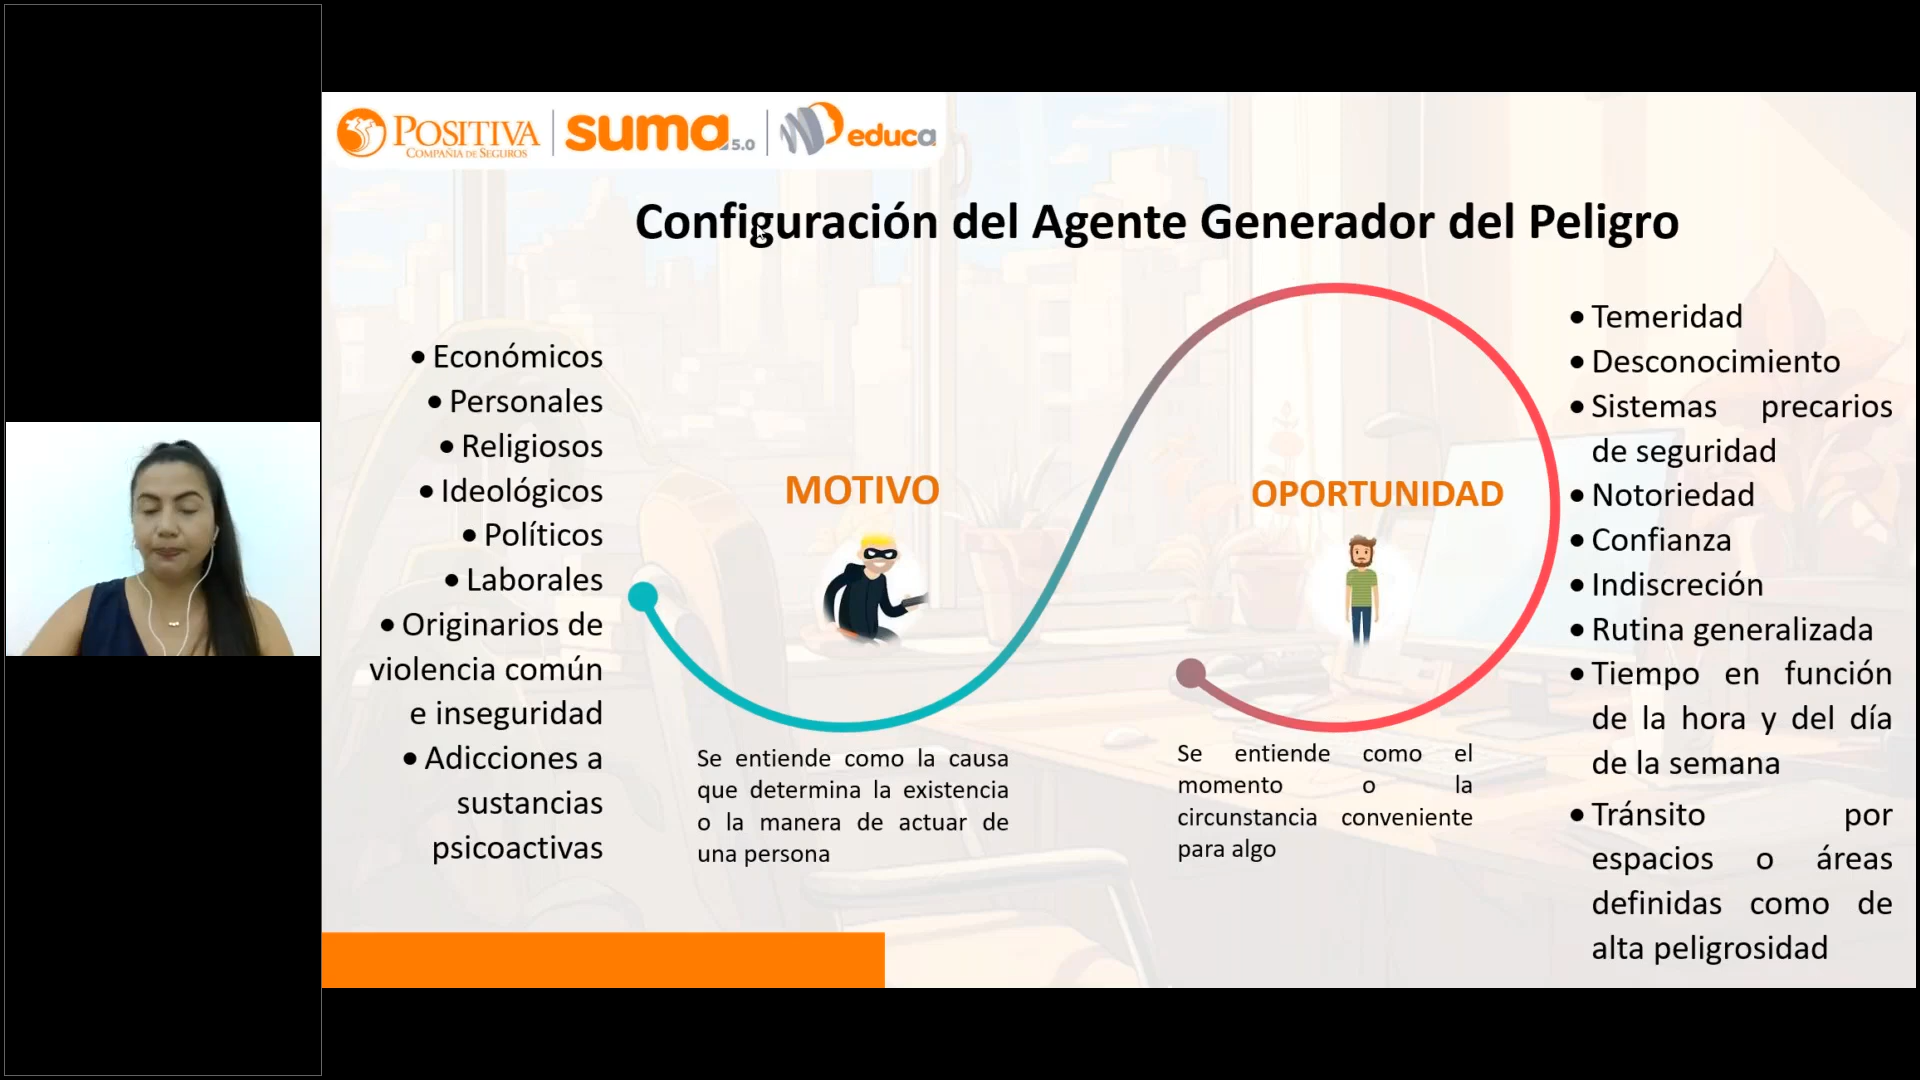 POSITIVA
COMPAÑIA DE SEGUROS
suma 5.0
educa
Configuración del Agente Generador del Peligro
• Económicos
• Personales
• Religiosos
• Ideológicos
• Políticos
• Laborales
• Originarios de
violencia común
e inseguridad
• Adicciones a
sustancias
psicoactivas
MOTIVO
Se entiende como la causa
que determina la existencia
o la manera de actuar de
una persona
OPORTUNIDAD
Se entiende como el
momento o la
circunstancia conveniente
para algo
• Temeridad
• Desconocimiento
• Sistemas precarios
de seguridad
• Notoriedad
• Confianza
• Indiscreción
• Rutina generalizada
• Tiempo en función
de la hora y del día
de la semana
• Tránsito por
espacios o áreas
definidas como de
alta peligrosidad